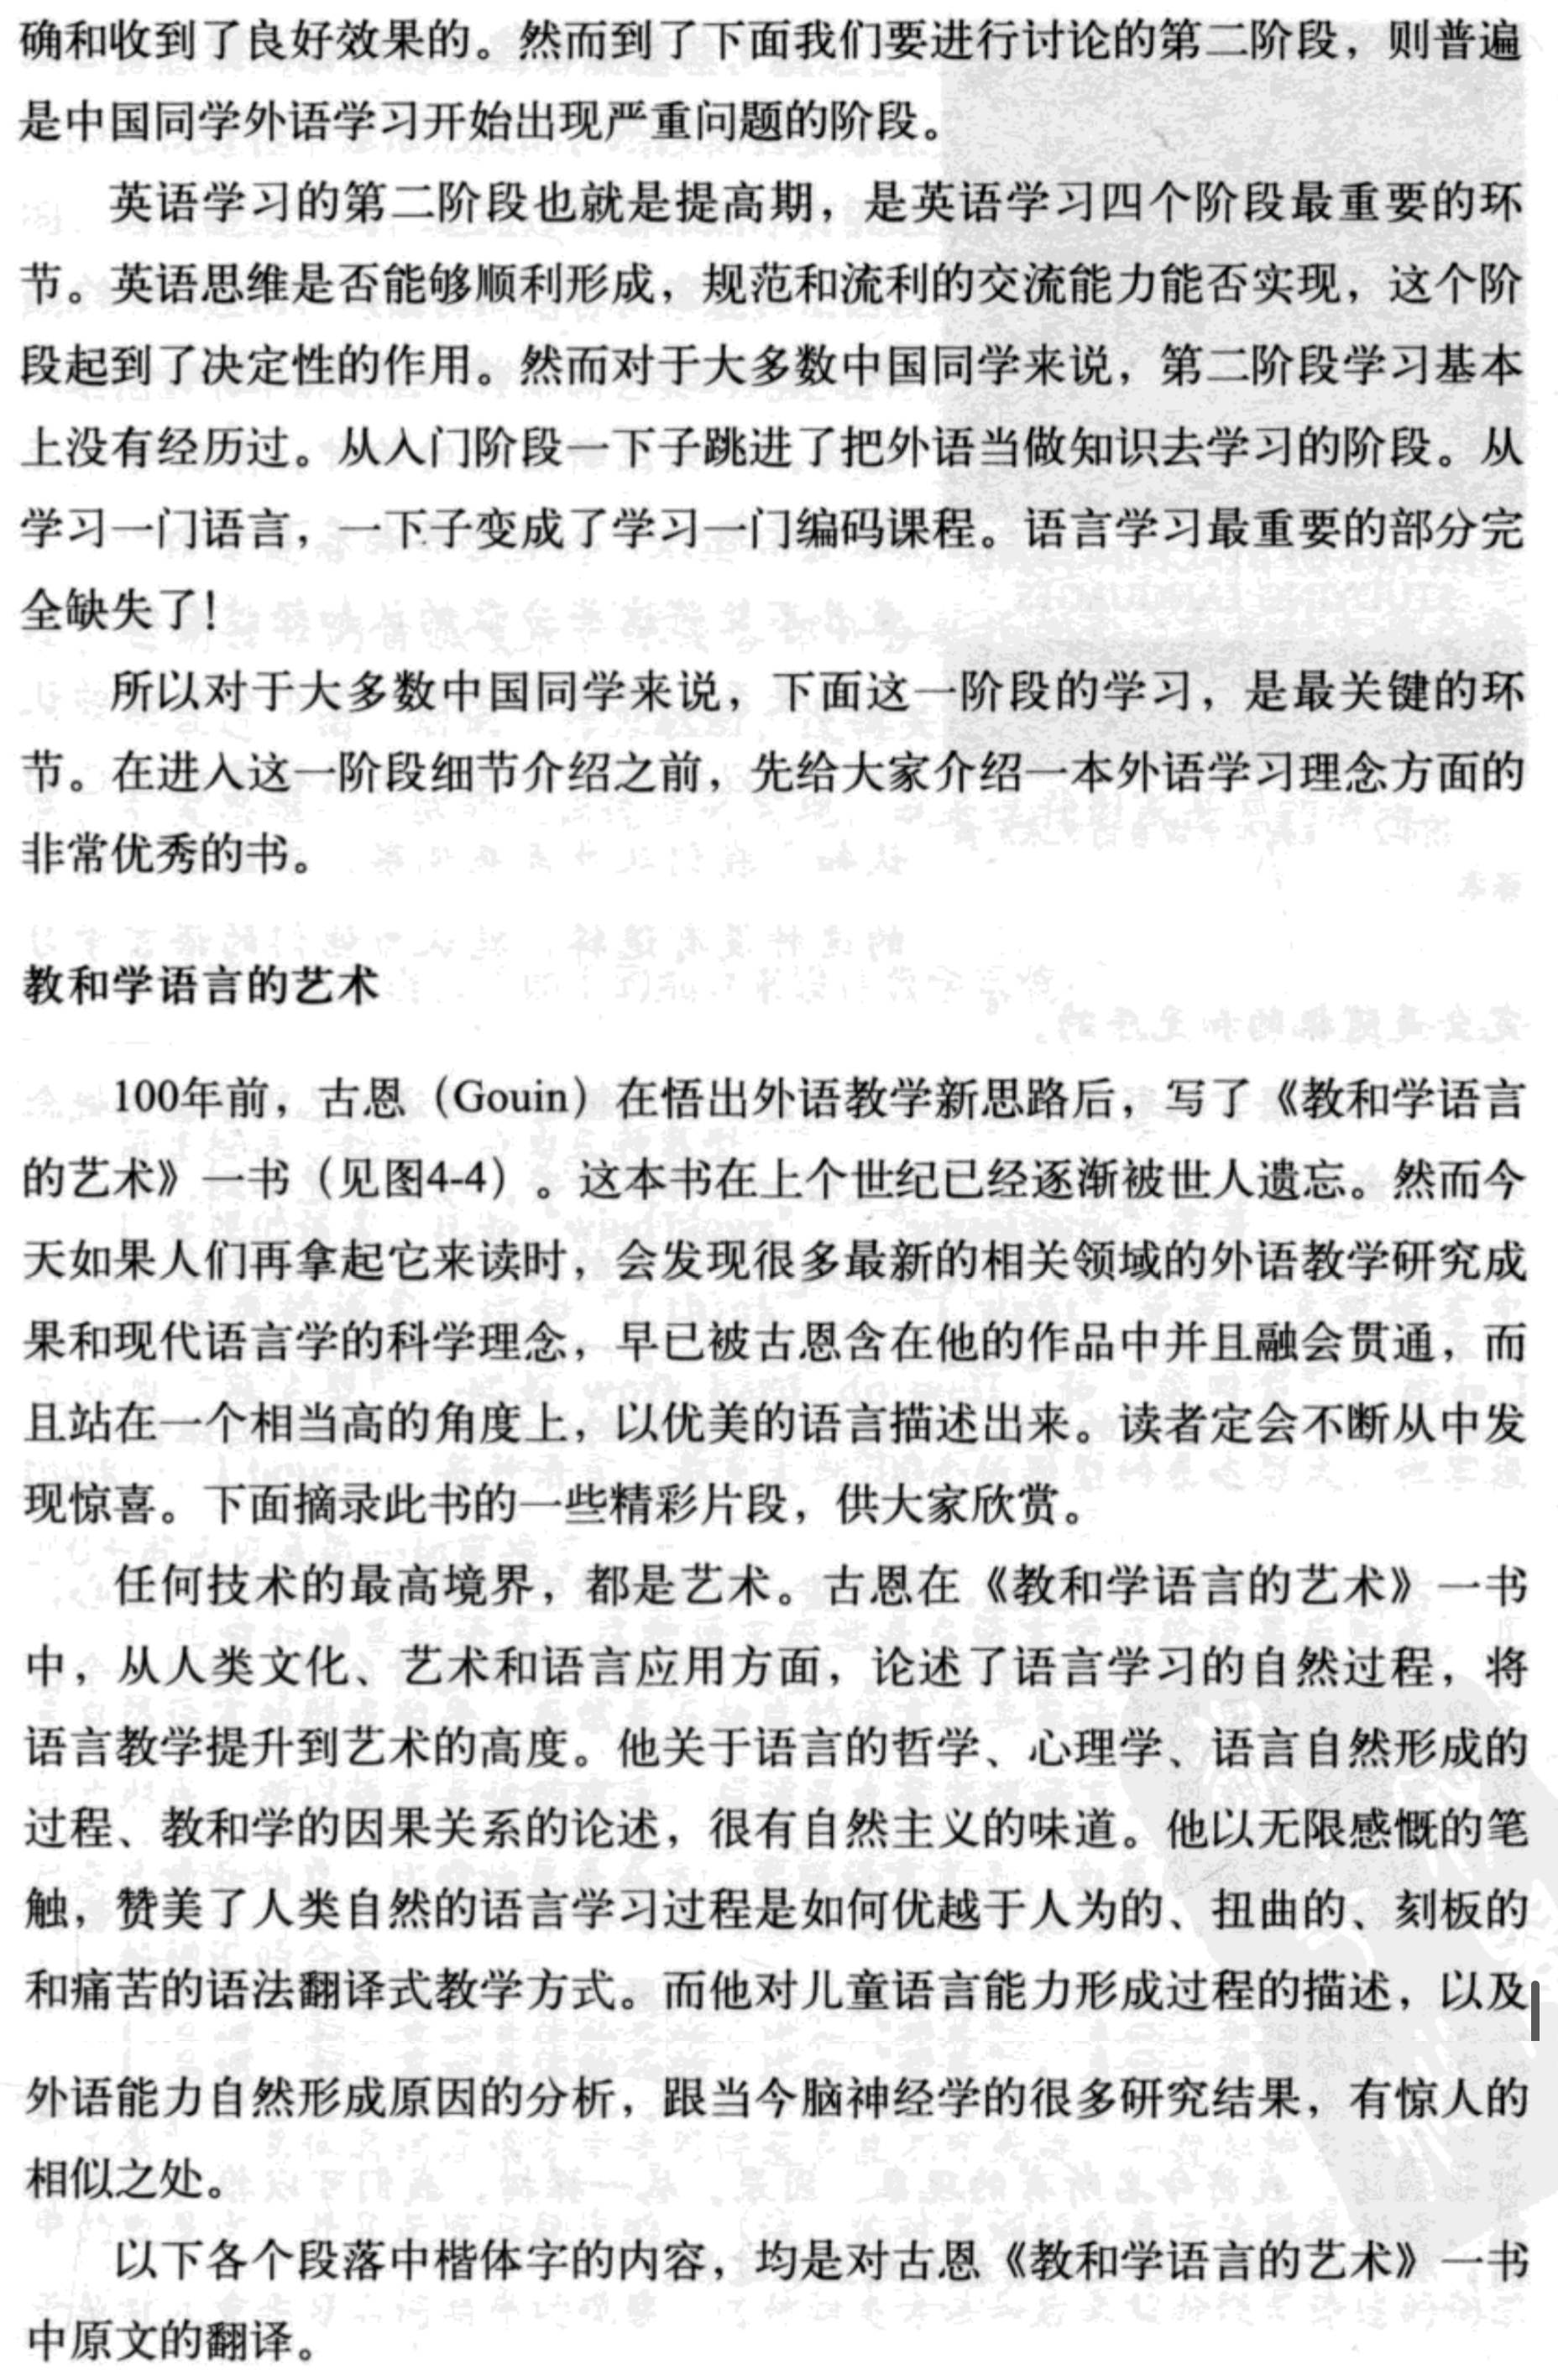 确和收到了良好效果的。然而到了下面我们要进行讨论的第二阶段，则普遍
是中国同学外语学习开始出现严重问题的阶段。
英语学习的第二阶段也就是提高期，是英语学习四个阶段最重要的环
节。英语思维是否能够顺利形成，规范和流利的交流能力能否实现，这个阶
段起到了决定性的作用。然而对于大多数中国同学来说，第二阶段学习基本
上没有经历过。从入门阶段一下子跳进了把外语当做知识去学习的阶段。从
学习一门语言，一下子变成了学习一门编码课程。语言学习最重要的部分完
全缺失了！
所以对于大多数中国同学来说，下面这一阶段的学习，是最关键的环
节。在进入这一阶段细节介绍之前，先给大家介绍一本外语学习理念方面的
非常优秀的书。
教和学语言的艺术
100年前，古恩（Gouin）在悟出外语教学新思路后，写了《教和学语言
的艺术》一书（见图4-4）。这本书在上个世纪已经逐渐被世人遗忘。然而今
天如果人们再拿起它来读时，会发现很多最新的相关领域的外语教学研究成
果和现代语言学的科学理念，早已被古恩含在他的作品中并且融会贯通，而
且站在一个相当高的角度上，以优美的语言描述出来。读者定会不断从中发
现惊喜。下面摘录此书的一些精彩片段，供大家欣赏。
任何技术的最高境界，都是艺术。古恩在《教和学语言的艺术》一书
中，从人类文化、艺术和语言应用方面，论述了语言学习的自然过程，将
语言教学提升到艺术的高度。他关于语言的哲学、心理学、语言自然形成的
过程、教和学的因果关系的论述，很有自然主义的味道。他以无限感慨的笔
触，赞美了人类自然的语言学习过程是如何优越于人为的、扭曲的、刻板的
和痛苦的语法翻译式教学方式。而他对儿童语言能力形成过程的描述，以及
外语能力自然形成原因的分析，跟当今脑神经学的很多研究结果，有惊人的
相似之处。
以下各个段落中楷体字的内容，均是对古恩《教和学语言的艺术》一书
中原文的翻译。